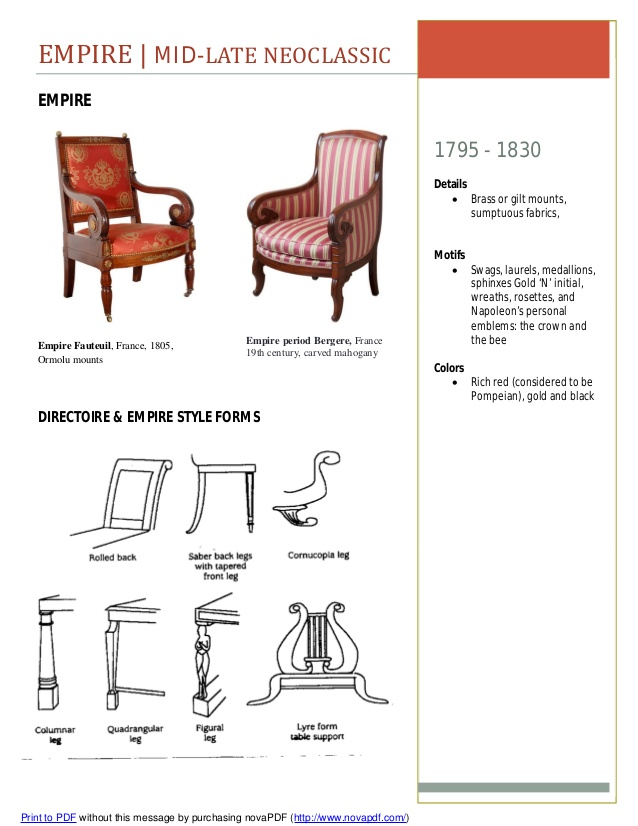 EMPIRE | MID-LATE NEOCLASSIC
EMPIRE
Empire Fauteuil, France, 1805,
Ormolu mounts
Empire period Bergere, France
19th century, carved mahogany
DIRECTOIRE & EMPIRE STYLE FORMS
Rolled back
Saber back legs
with tapered
front leg
Cornucopia leg
Columnar
leg
Quadrangular
leg
Figural
leg
Lyre form
table support
1795 - 1830
Details
• Brass or gilt mounts,
sumptuous fabrics,
Motifs
• Swags, laurels, medallions,
sphinxes Gold ‘N’ initial,
wreaths, rosettes, and
Napoleon’s personal
emblems: the crown and
the bee
Colors
• Rich red (considered to be
Pompeian), gold and black
Print to PDF without this message by purchasing novaPDF (http://www.novapdf.com/)